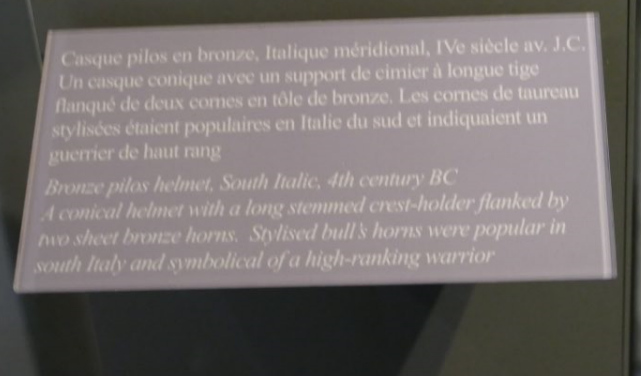 Casque pilos en bronze, Italique méridional, IVe siècle av. J.C.
Un casque conique avec un support de cimier à longue tige
flanqué de deux cornes en tôle de bronze. Les cornes de taureau
stylisées étaient populaires en Italie du sud et indiquaient un
guerrier de haut rang
Bronze pilos helmet, South Italic, 4th century BC
A conical helmet with a long stemmed crest-holder flanked by
two sheet bronze horns. Stylised bull's horns were popular in
south Italy and symbolical of a high-ranking warrior